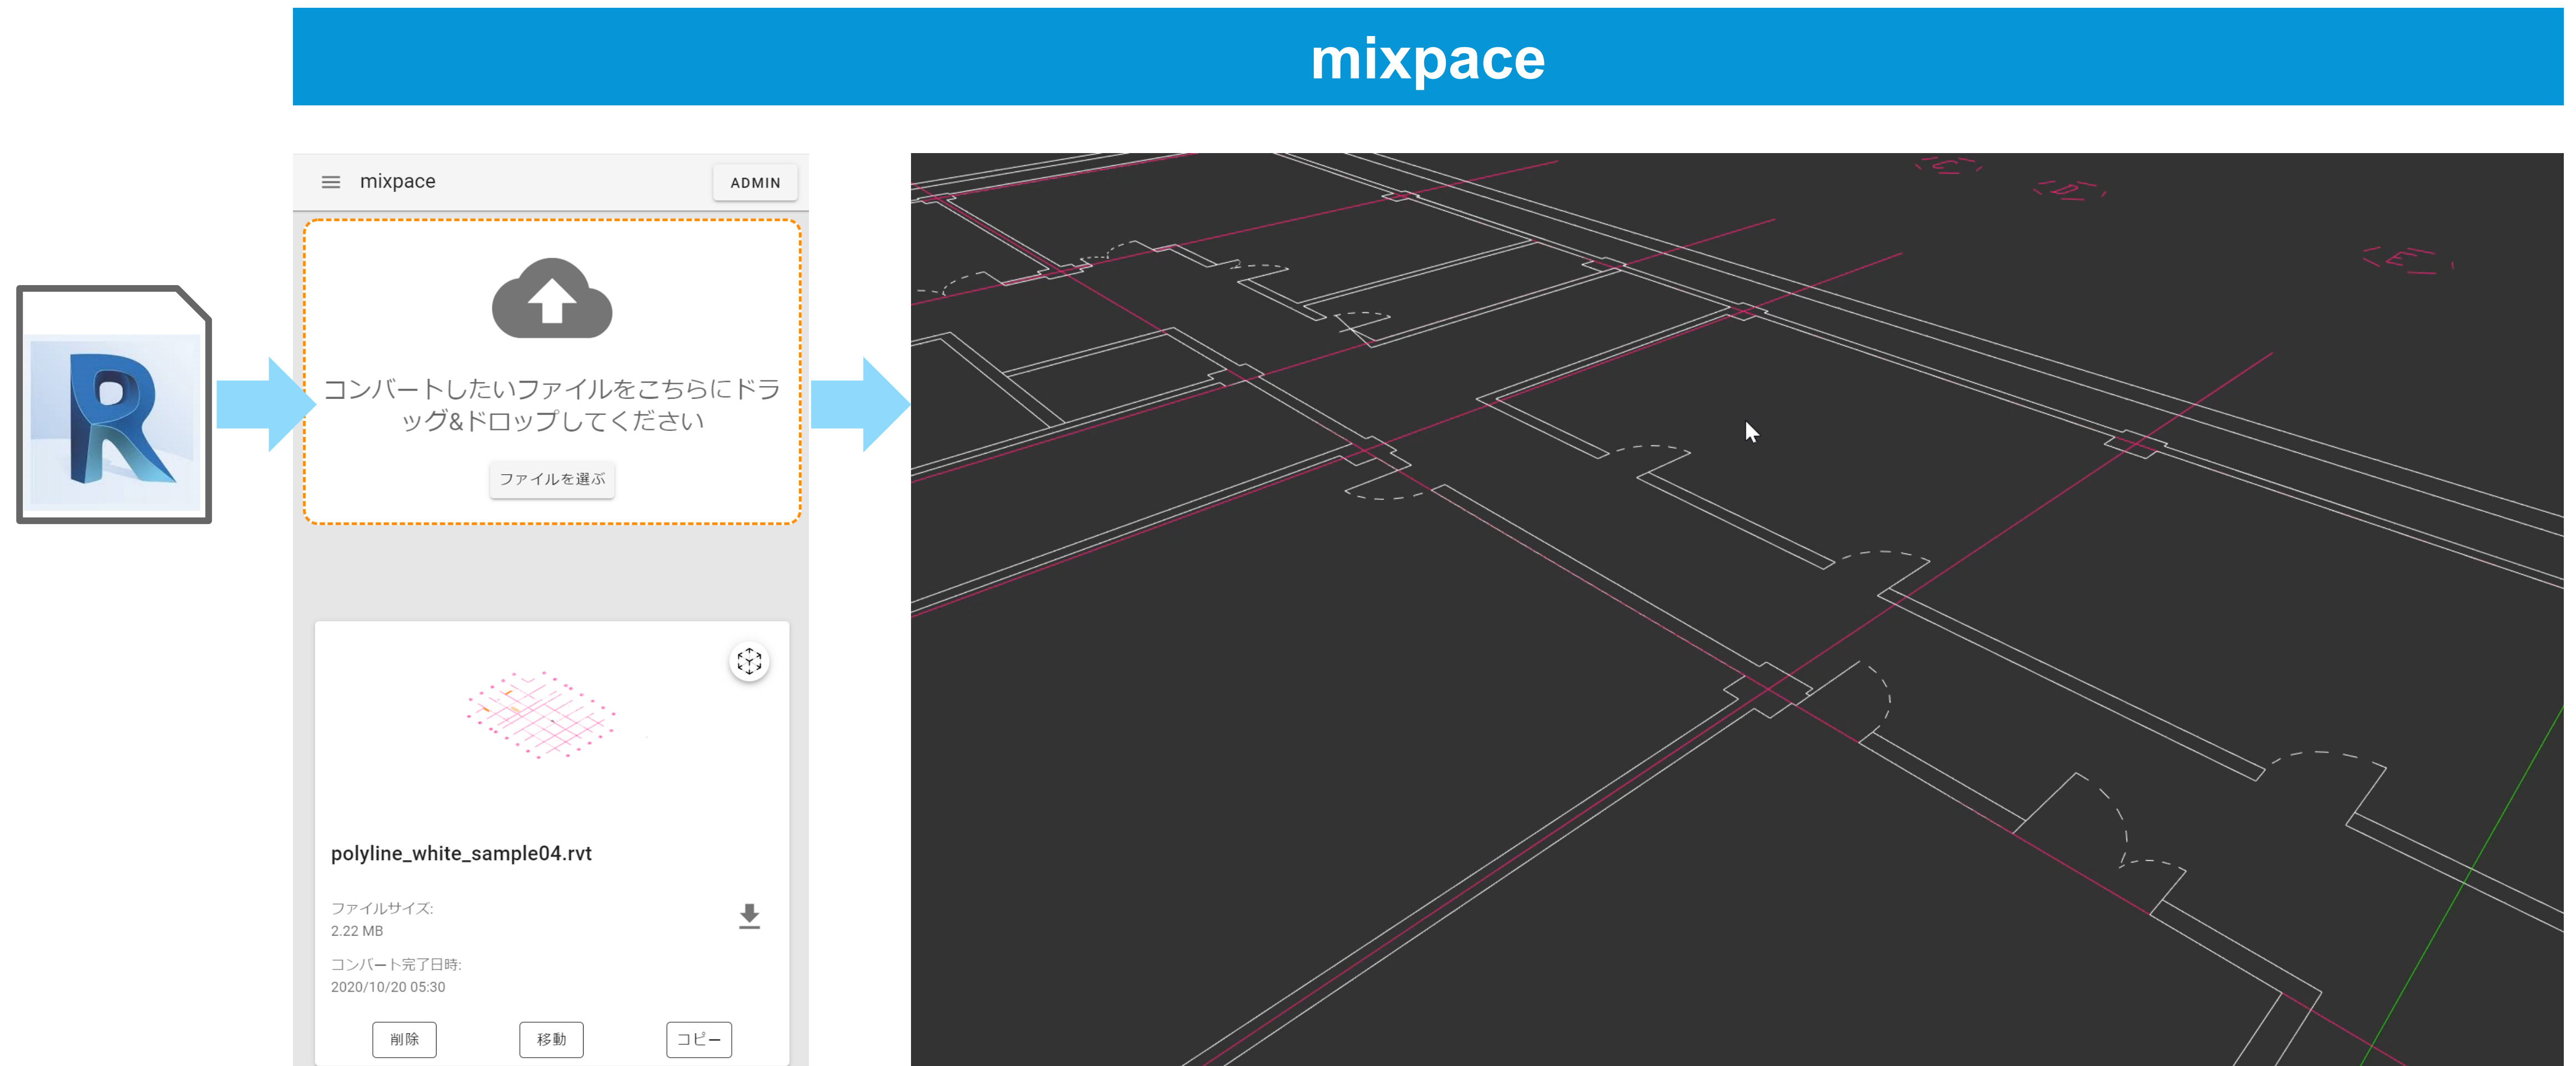 mixpace
mixpace
ADMIN
R
コンバートしたいファイルをこちらにドラ
ッグ&ドロップしてください
ファイルを選ぶ
polyline_white_sample04.rvt
ファイルサイズ:
2.22 MB
コンバート完了日時:
2020/10/20 05:30
削除
移動
コピー
C
D
E